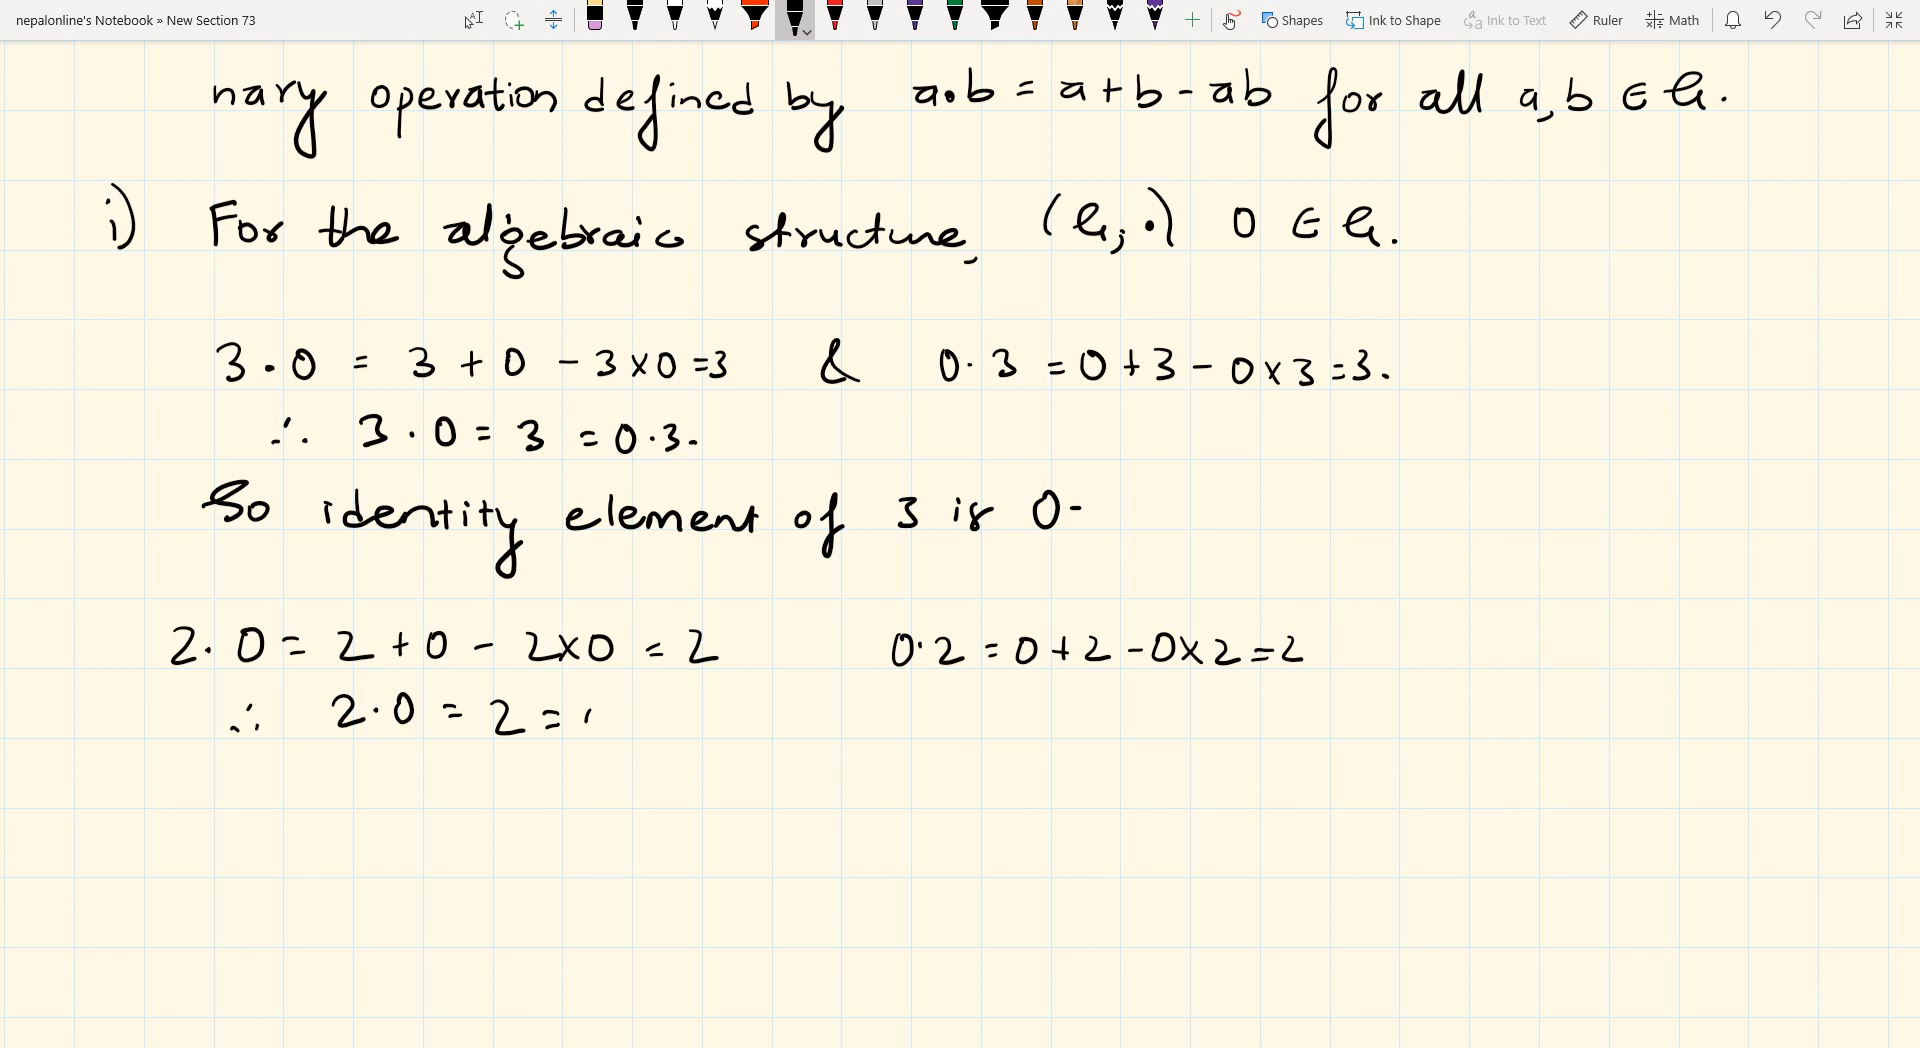 nepalonline's Notebook » New Section 73
Shapes Ink to Shape Ink to Text Ruler Math
nary operation defined by a•b = a + b - ab for all a, b ∈ G.
i) For the algebraic structure, (G, •) 0 ∈ G.
3 . 0 = 3 + 0 - 3 × 0 = 3 & 0 . 3 = 0 + 3 - 0 × 3 = 3.
∴ 3 . 0 = 3 = 0 . 3.
So identity element of 3 is 0.
2 . 0 = 2 + 0 - 2 × 0 = 2 0 . 2 = 0 + 2 - 0 × 2 = 2
∴ 2 . 0 = 2 =